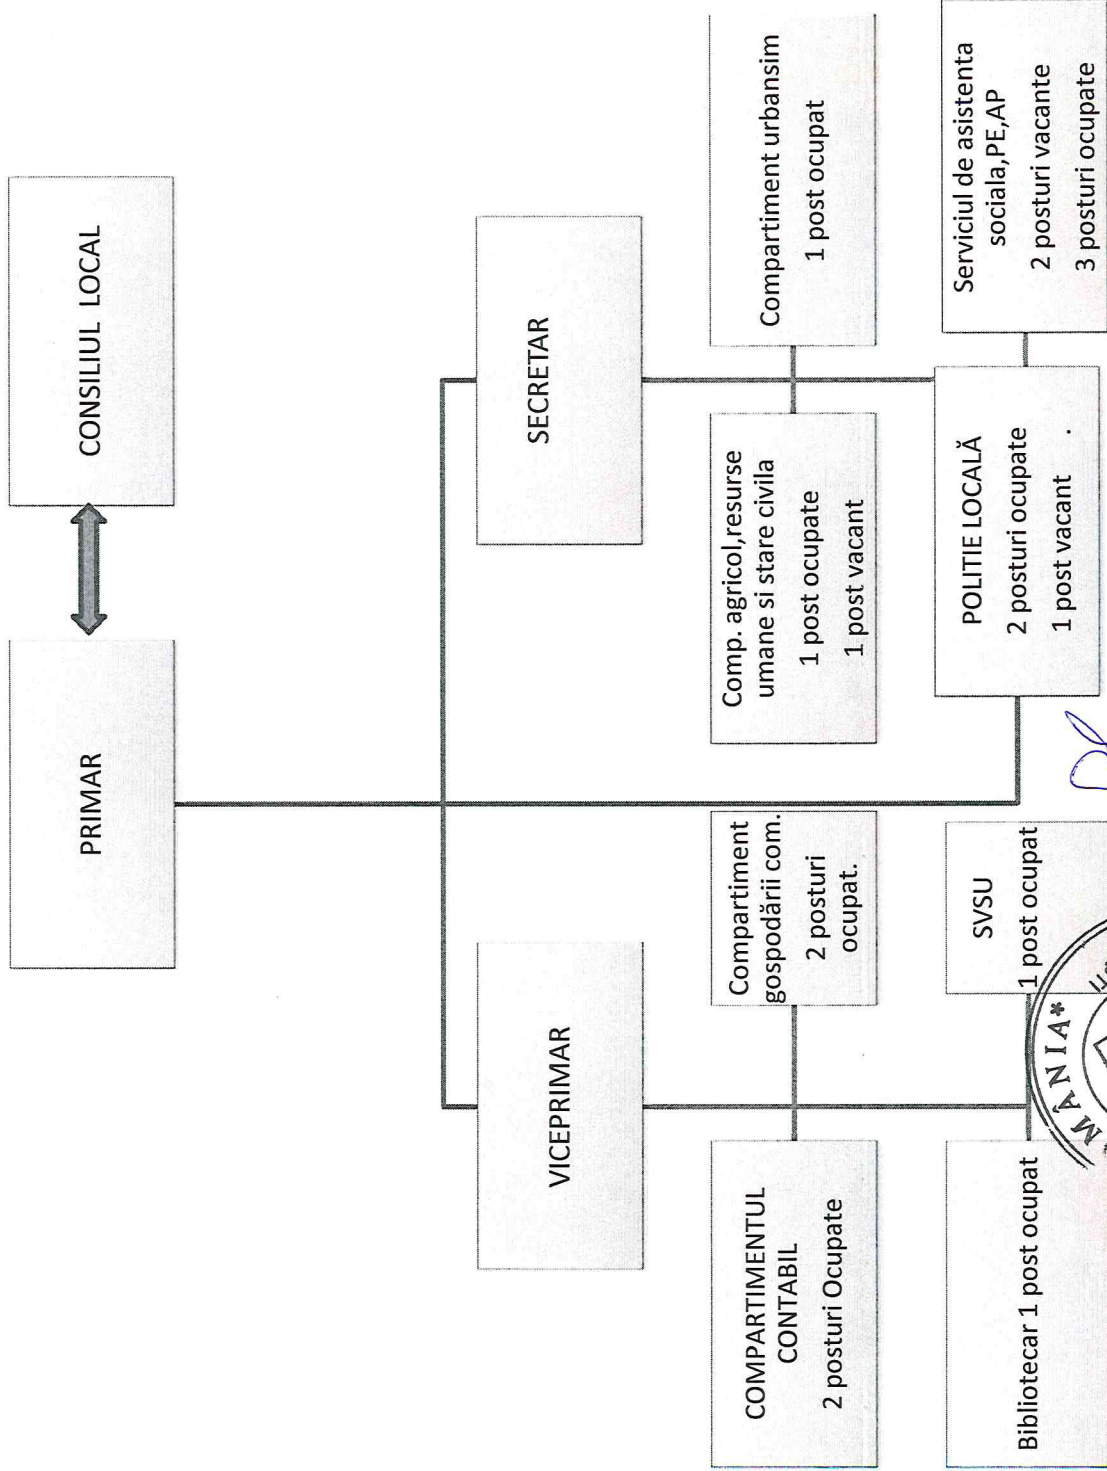 PRIMAR
CONSILIUL LOCAL
VICEPRIMAR
SECRETAR
COMPARTIMENTUL
CONTABIL
2 posturi Ocupate
Compartiment
gospodării com.
2 posturi
ocupat.
Comp. agricol,resurse
umane si stare civila
1 post ocupate
1 post vacant
Compartiment urbansim
1 post ocupat
Bibliotecar 1 post ocupat
SVSU
1 post ocupat
POLITIE LOCALĂ
2 posturi ocupate
1 post vacant .
Serviciul de asistenta
sociala,PE,AP
2 posturi vacante
3 posturi ocupate
MÂNIA*